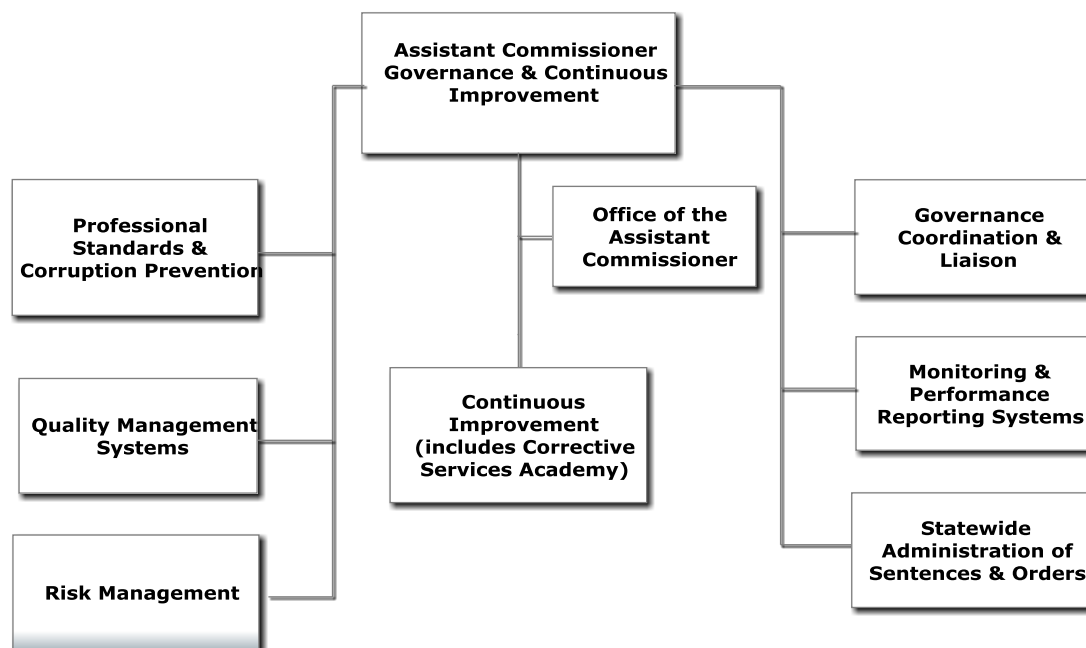 Assistant Commissioner
Governance & Continuous
Improvement
Professional
Standards &
Corruption Prevention
Office of the
Assistant
Commissioner
Governance
Coordination &
Liaison
Quality Management
Systems
Continuous
Improvement
(includes Corrective
Services Academy)
Monitoring &
Performance
Reporting Systems
Risk Management
Statewide
Administration of
Sentences & Orders